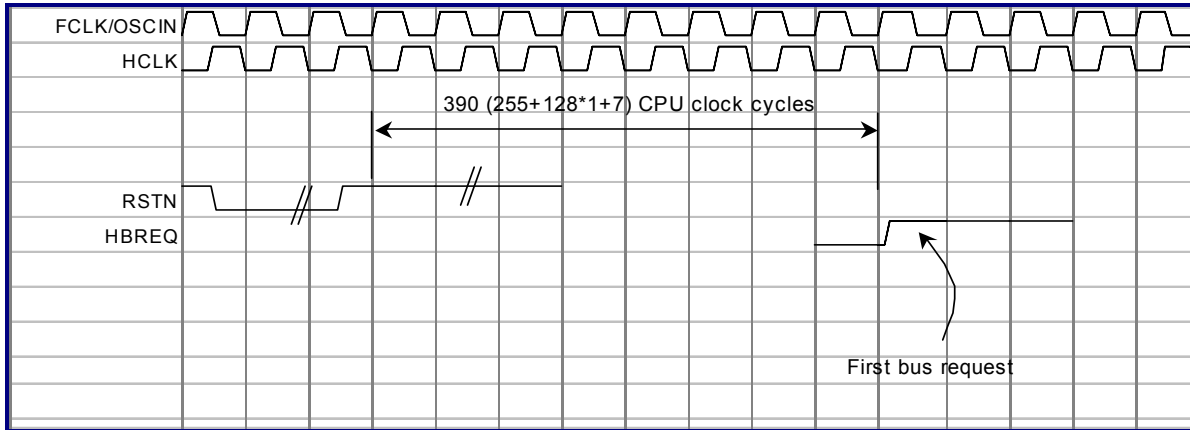 FCLK/OSCIN
HCLK
390 (255+128*1+7) CPU clock cycles
RSTN
HBREQ
First bus request